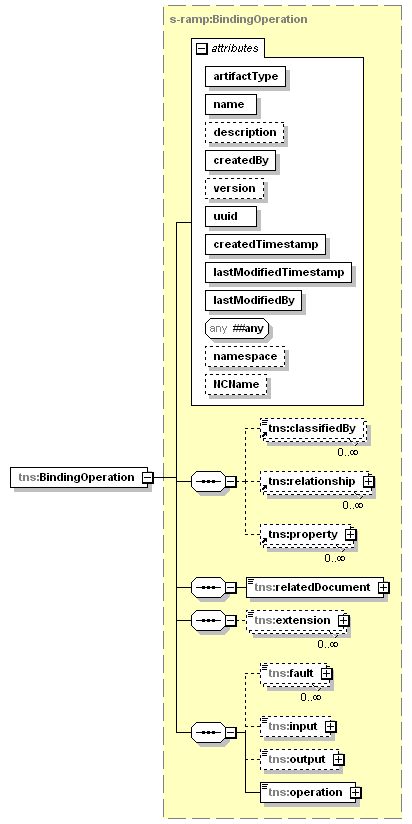 s-ramp:BindingOperation
attributes
artifactType
name
description
createdBy
version
uuid
createdTimestamp
lastModifiedTimestamp
lastModifiedBy
any ##any
namespace
NCName
tns:classifiedBy
0..∞
tns:BindingOperation
tns:relationship
0..∞
tns:property
0..∞
tns:relatedDocument
tns:extension
0..∞
tns:fault
0..∞
tns:input
tns:output
tns:operation